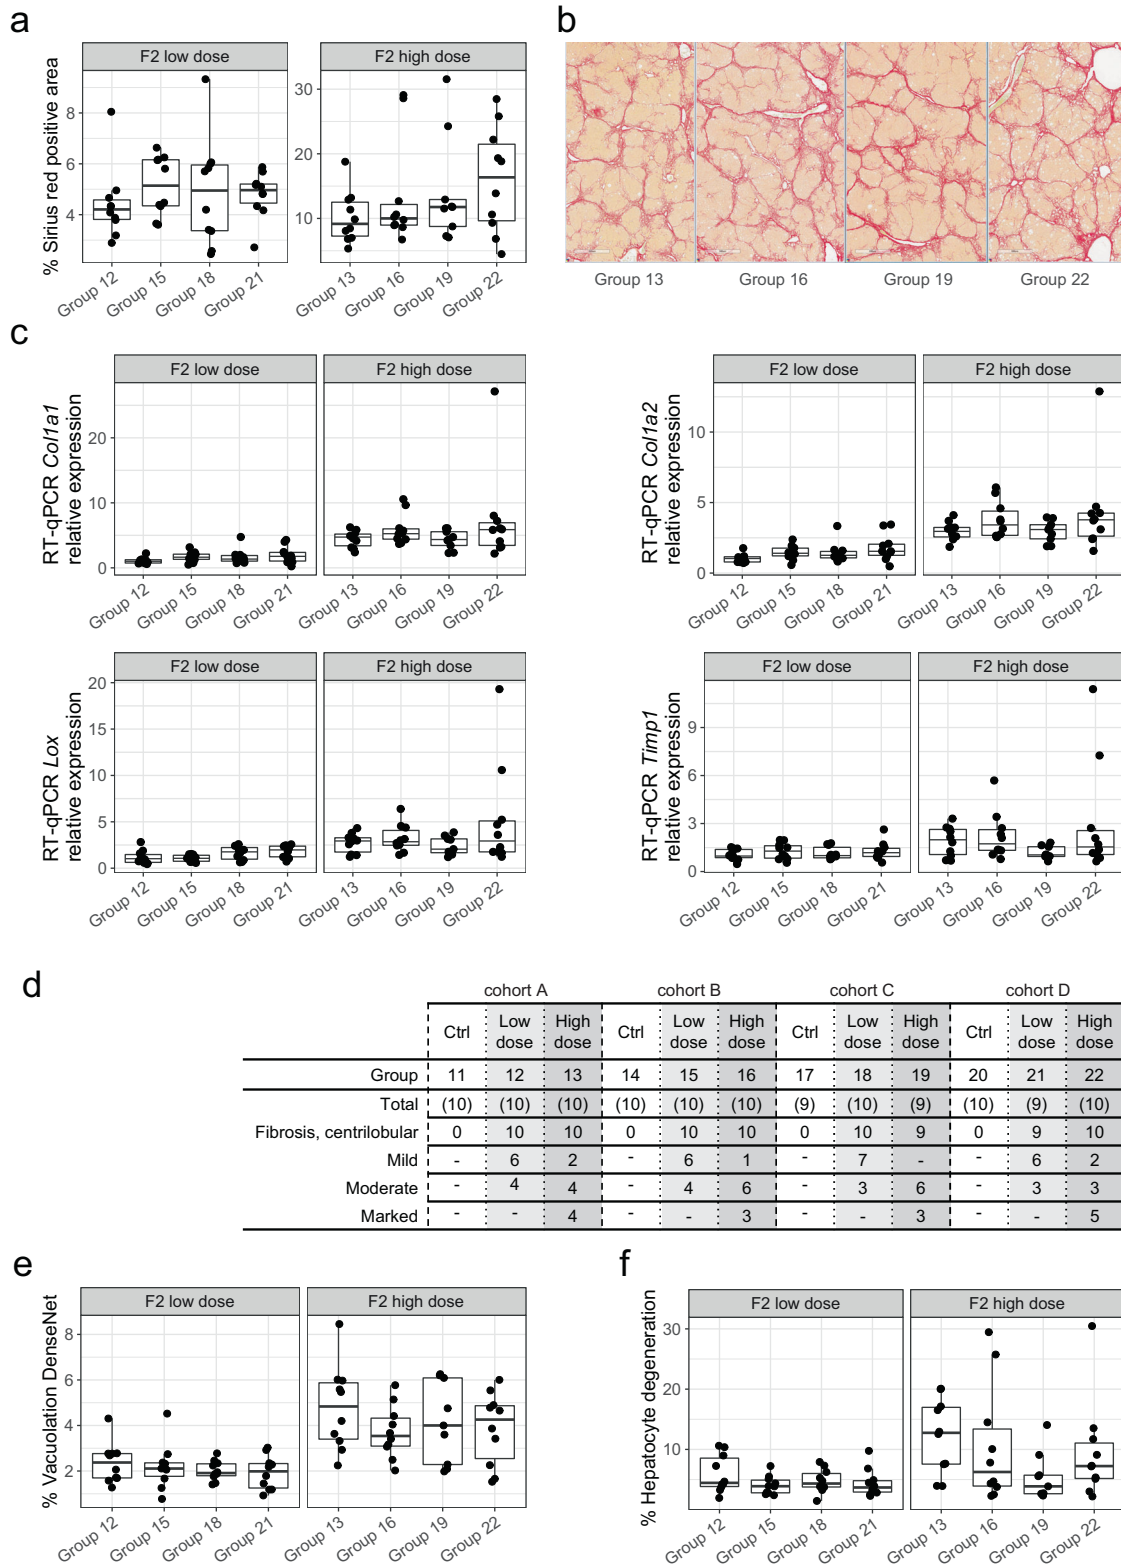 a
F2 low dose
F2 high dose
% Sirius red positive area
8
6
4
30
20
10
Group 12
Group 15
Group 18
Group 21
Group 13
Group 16
Group 19
Group 22
b
Group 13
Group 16
Group 19
Group 22
c
F2 low dose
F2 high dose
RT-qPCR Col1a1
relative expression
20
10
0
Group 12
Group 15
Group 18
Group 21
Group 13
Group 16
Group 19
Group 22
F2 low dose
F2 high dose
RT-qPCR Col1a2
relative expression
10
5
0
Group 12
Group 15
Group 18
Group 21
Group 13
Group 16
Group 19
Group 22
F2 low dose
F2 high dose
RT-qPCR Lox
relative expression
20
15
10
5
0
Group 12
Group 15
Group 18
Group 21
Group 13
Group 16
Group 19
Group 22
F2 low dose
F2 high dose
RT-qPCR Timp1
relative expression
9
6
3
0
Group 12
Group 15
Group 18
Group 21
Group 13
Group 16
Group 19
Group 22
d
cohort A cohort B cohort C cohort D
Ctrl Low dose High dose Ctrl Low dose High dose Ctrl Low dose High dose Ctrl Low dose High dose
Group 11 12 13 14 15 16 17 18 19 20 21 22
Total (10) (10) (10) (10) (10) (10) (9) (10) (9) (10) (9) (10)
Fibrosis, centrilobular 0 10 10 0 10 10 0 10 9 0 9 10
Mild - 6 2 - 6 1 - 7 - - 6 2
Moderate - 4 4 - 4 6 - 3 6 - 3 3
Marked - - 4 - - 3 - - 3 - - 5
e
F2 low dose
F2 high dose
% Vacuolation DenseNet
8
6
4
2
Group 12
Group 15
Group 18
Group 21
Group 13
Group 16
Group 19
Group 22
f
F2 low dose
F2 high dose
% Hepatocyte degeneration
30
20
10
Group 12
Group 15
Group 18
Group 21
Group 13
Group 16
Group 19
Group 22